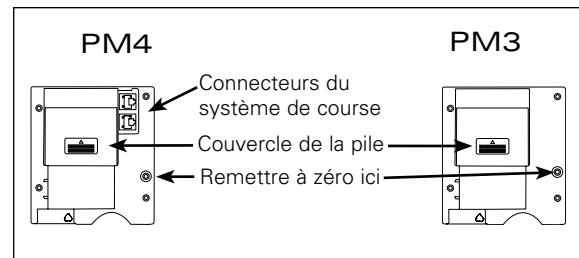 PM4
PM3
Connecteurs du
système de course
Couvercle de la pile
Remettre à zéro ici